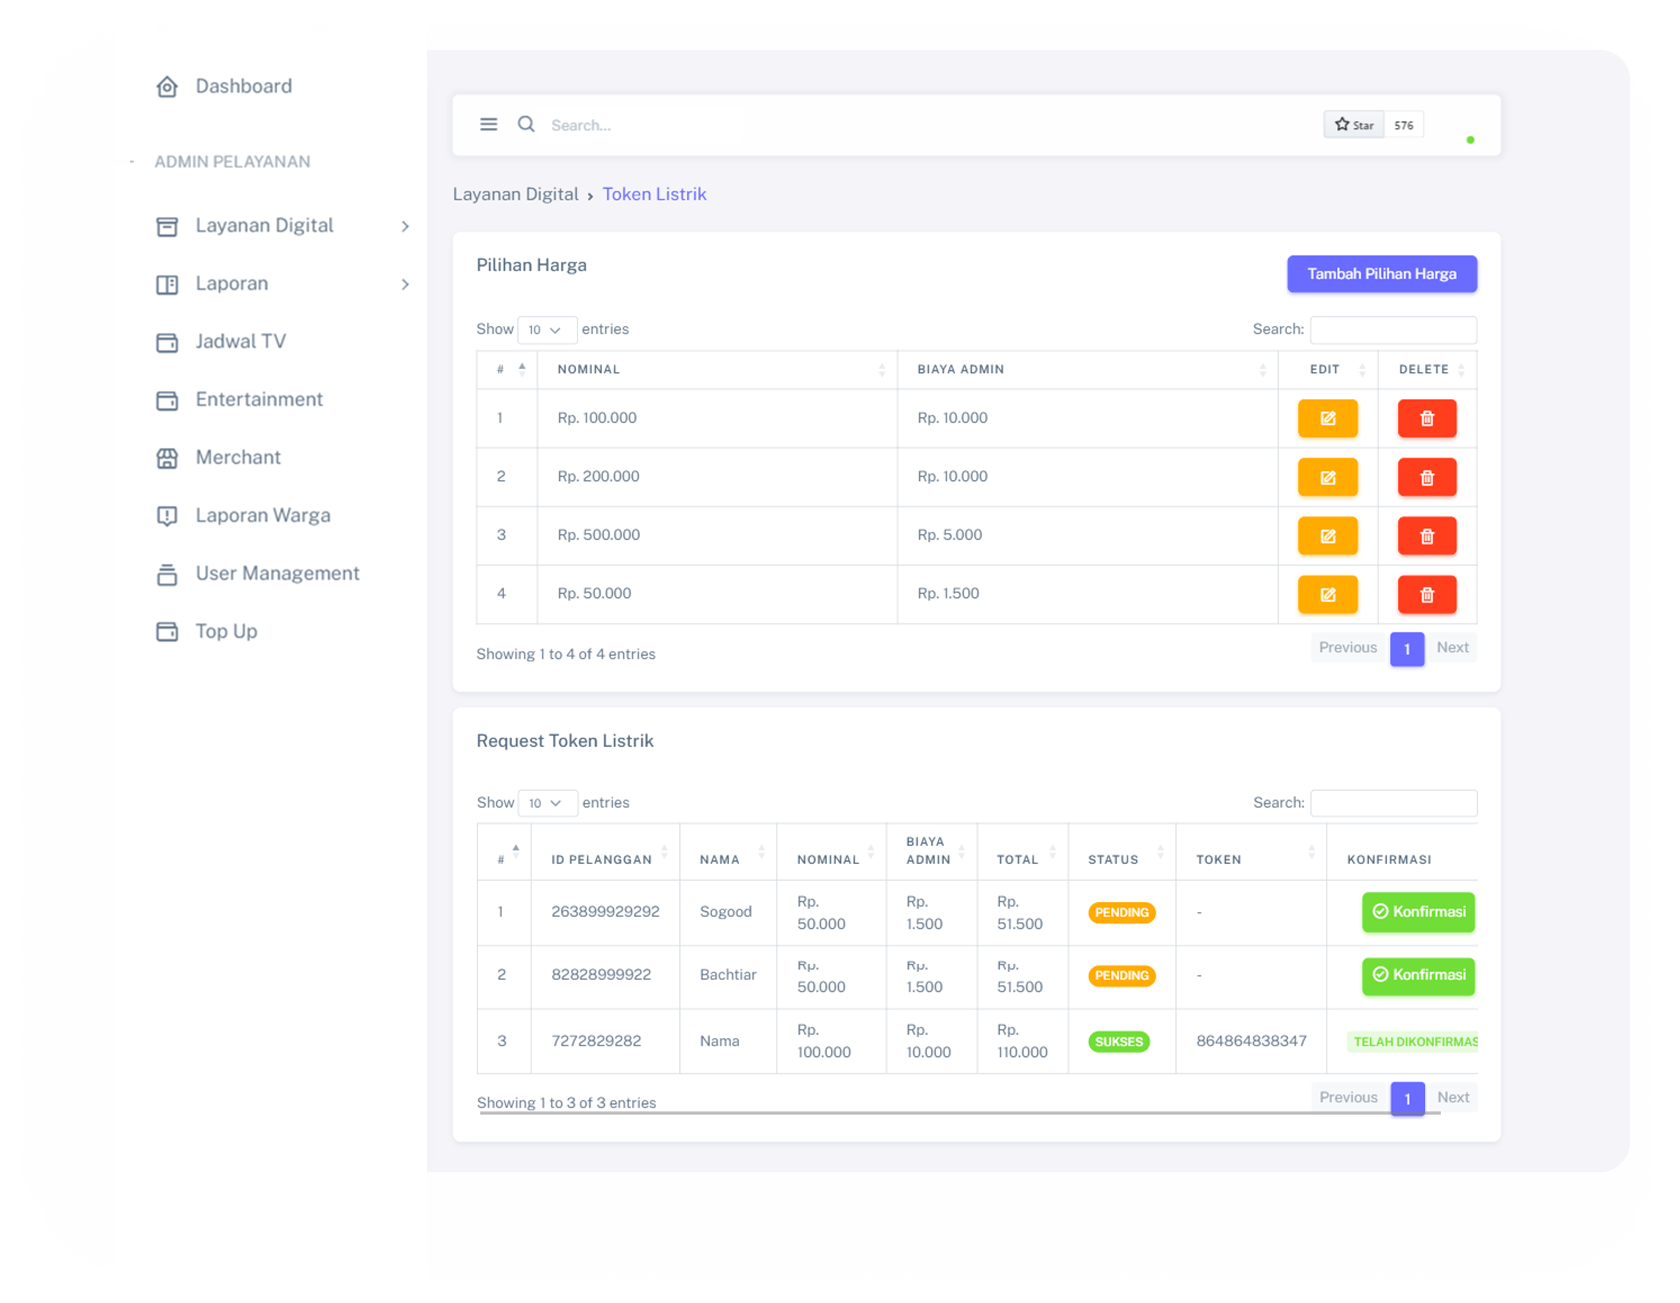 Dashboard
ADMIN PELAYANAN
Layanan Digital
Laporan
Jadwal TV
Entertainment
Merchant
Laporan Warga
User Management
Top Up
Search...
Star 576
Layanan Digital › Token Listrik
Pilihan Harga
Tambah Pilihan Harga
Show 10 entries
Search:
# NOMINAL BIAYA ADMIN EDIT DELETE
1 Rp. 100.000 Rp. 10.000
2 Rp. 200.000 Rp. 10.000
3 Rp. 500.000 Rp. 5.000
4 Rp. 50.000 Rp. 1.500
Showing 1 to 4 of 4 entries
Previous 1 Next
Request Token Listrik
Show 10 entries
Search:
# ID PELANGGAN NAMA NOMINAL BIAYA ADMIN TOTAL STATUS TOKEN KONFIRMASI
1 263899929292 Sogood Rp. 50.000 Rp. 1.500 Rp. 51.500 PENDING - Konfirmasi
2 82828999922 Bachtiar Rp. 50.000 Rp. 1.500 Rp. 51.500 PENDING - Konfirmasi
3 7272829282 Nama Rp. 100.000 Rp. 10.000 Rp. 110.000 SUKSES 864864838347 TELAH DIKONFIRMAS
Showing 1 to 3 of 3 entries
Previous 1 Next